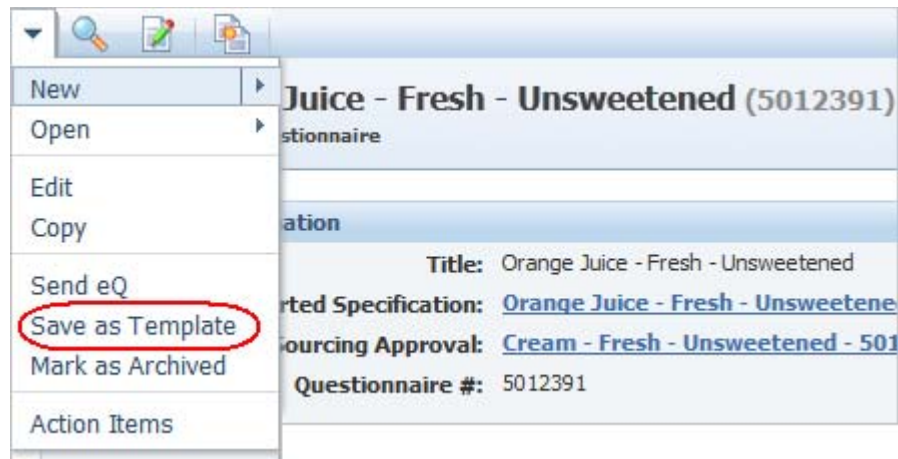 New
Open
Edit
Copy
Send eQ
Save as Template
Mark as Archived
Action Items
Juice - Fresh - Unsweetened (5012391)
stionnaire
ation
Title: Orange Juice - Fresh - Unsweetened
rted Specification: Orange Juice - Fresh - Unsweetene
Sourcing Approval: Cream - Fresh - Unsweetened - 501
Questionnaire #: 5012391